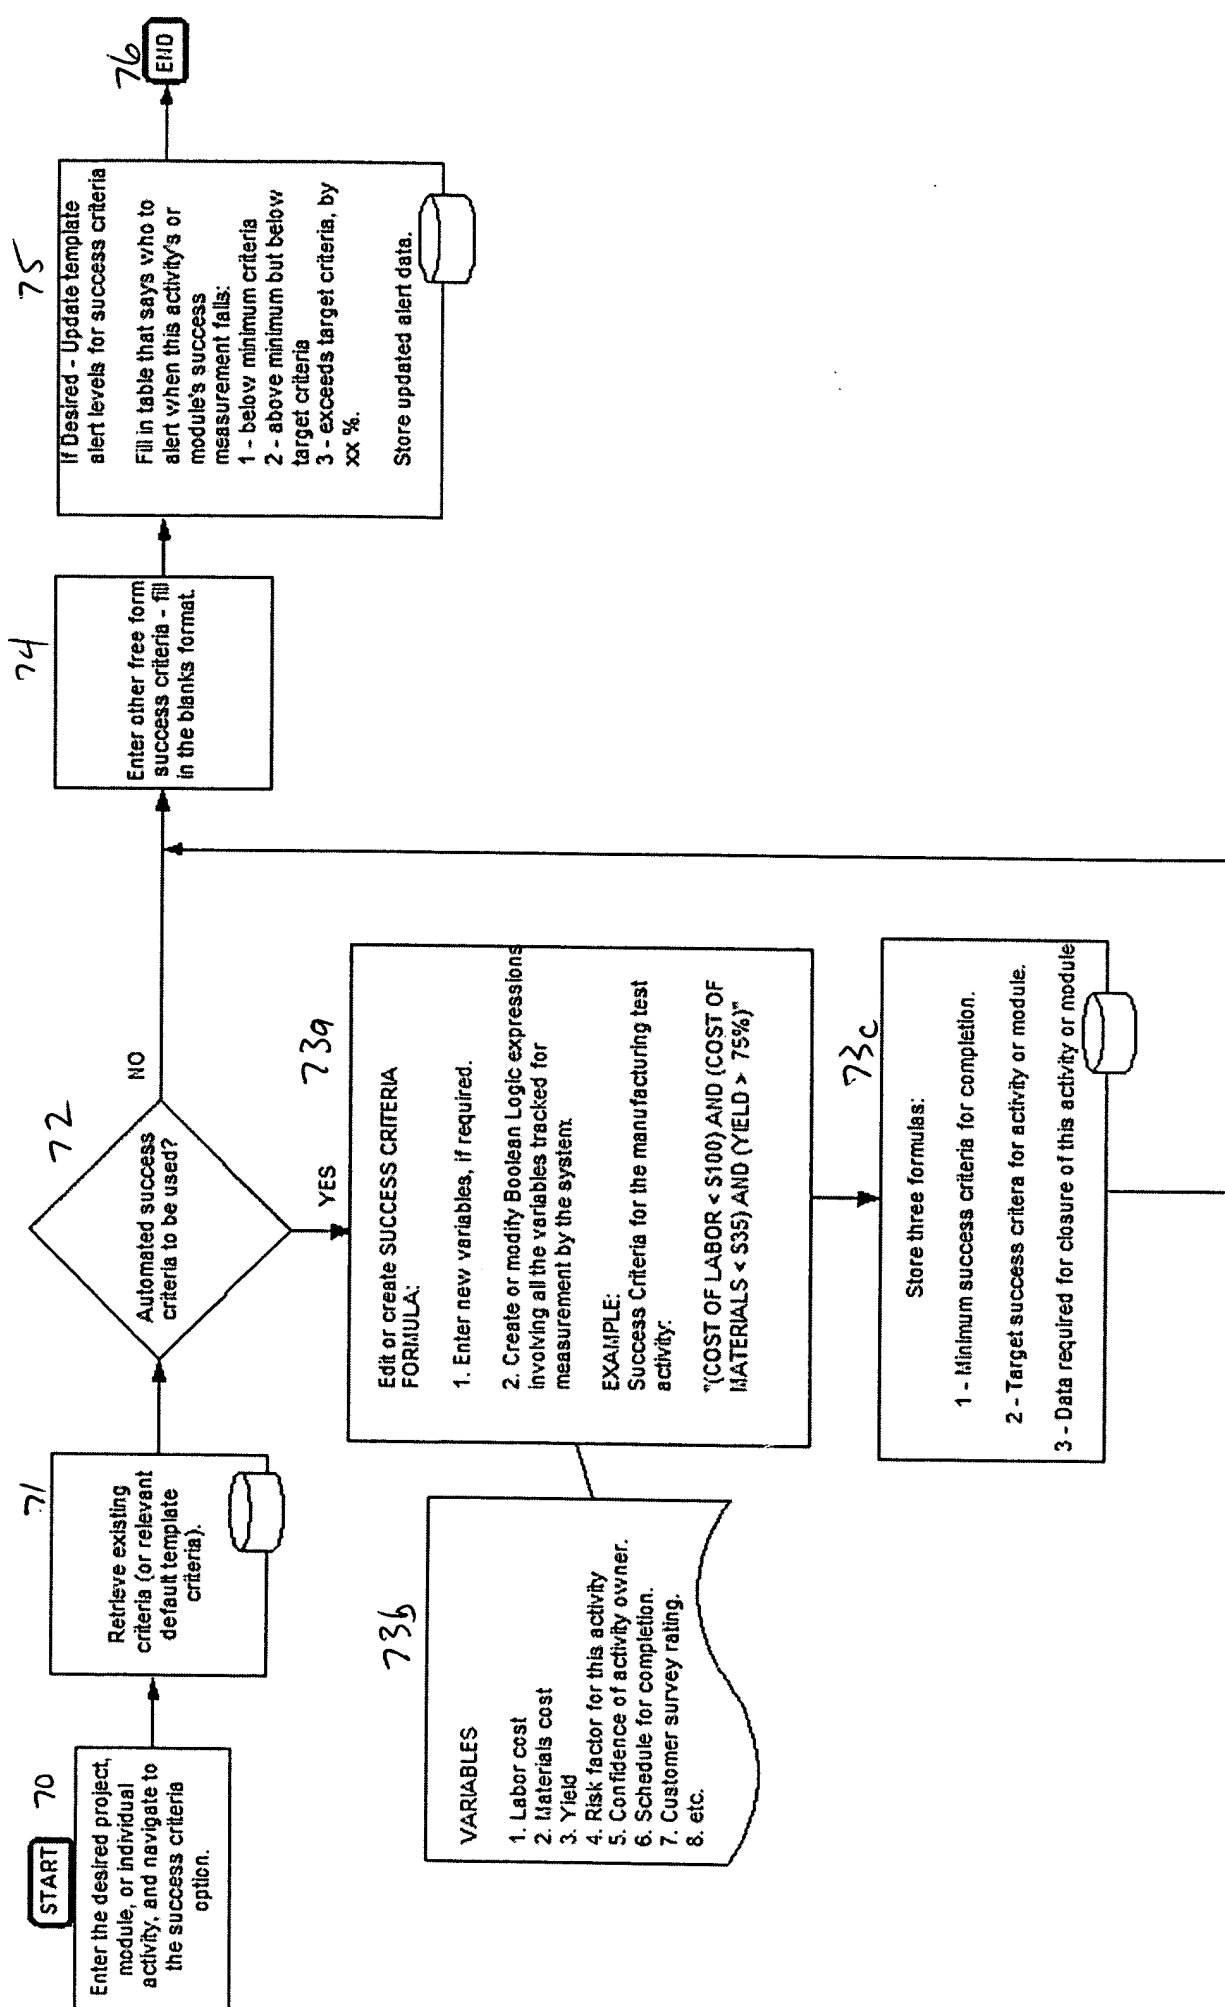 START
70
Enter the desired project,
module, or individual
activity, and navigate to
the success criteria
option.
71
Retrieve existing
criteria (or relevant
default template
criteria).
72
Automated success
criteria to be used?
NO
YES
73a
Edit or create SUCCESS CRITERIA
FORMULA:
1. Enter new variables, if required.
2. Create or modify Boolean Logic expressions
involving all the variables tracked for
measurement by the system:
EXAMPLE:
Success Criteria for the manufacturing test
activity:
"(COST OF LABOR < $100) AND (COST OF
MATERIALS < $35) AND (YIELD > 75%)"
73b
VARIABLES
1. Labor cost
2. Materials cost
3. Yield
4. Risk factor for this activity
5. Confidence of activity owner.
6. Schedule for completion.
7. Customer survey rating.
8. etc.
73c
Store three formulas:
1 - Minimum success criteria for completion.
2 - Target success critera for activity or module.
3 - Data required for closure of this activity or module
74
Enter other free form
success criteria - fill
in the blanks format.
75
If Desired - Update template
alert levels for success criteria
Fill in table that says who to
alert when this activity's or
module's success
measurement falls:
1 - below minimum criteria
2 - above minimum but below
target criteria
3 - exceeds target criteria, by
xx %.
Store updated alert data.
76
END